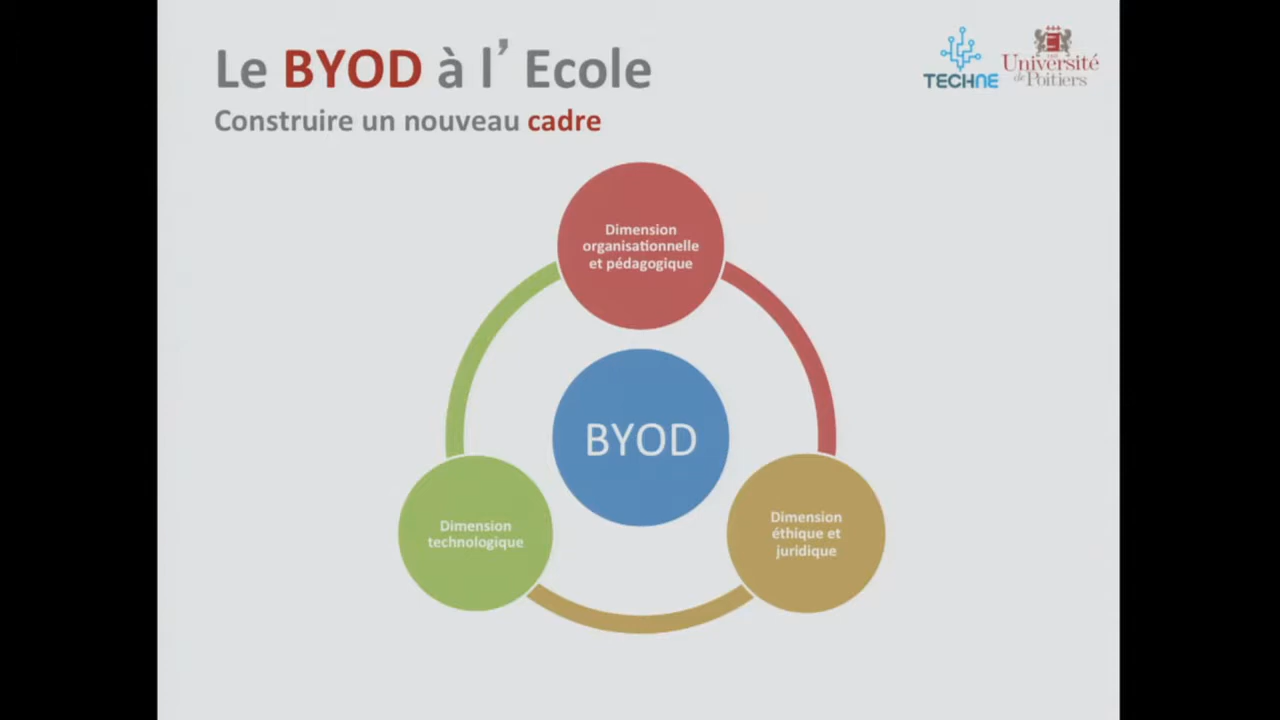 Le BYOD à l’ Ecole
Construire un nouveau cadre
TECHNE
Université
de Poitiers
Dimension
organisationnelle
et pédagogique
BYOD
Dimension
technologique
Dimension
éthique et
juridique